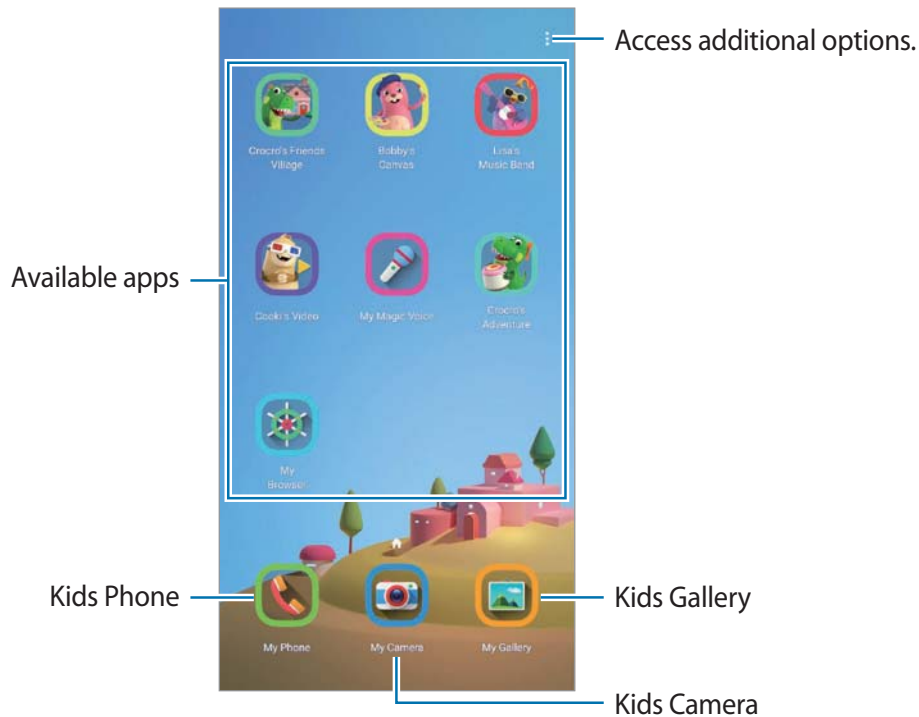 Access additional options.
Crocro's Friends
Village
Bobby's
Canvas
Lisa's
Music Band
Available apps
Cooki's Video
My Magic Voice
Crocro's
Adventure
My
Browser
Kids Phone
Kids Gallery
My Phone
My Camera
My Gallery
Kids Camera